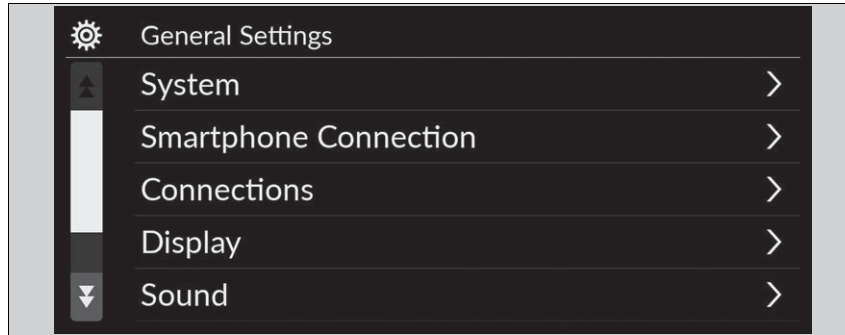 General Settings
System
Smartphone Connection
Connections
Display
Sound